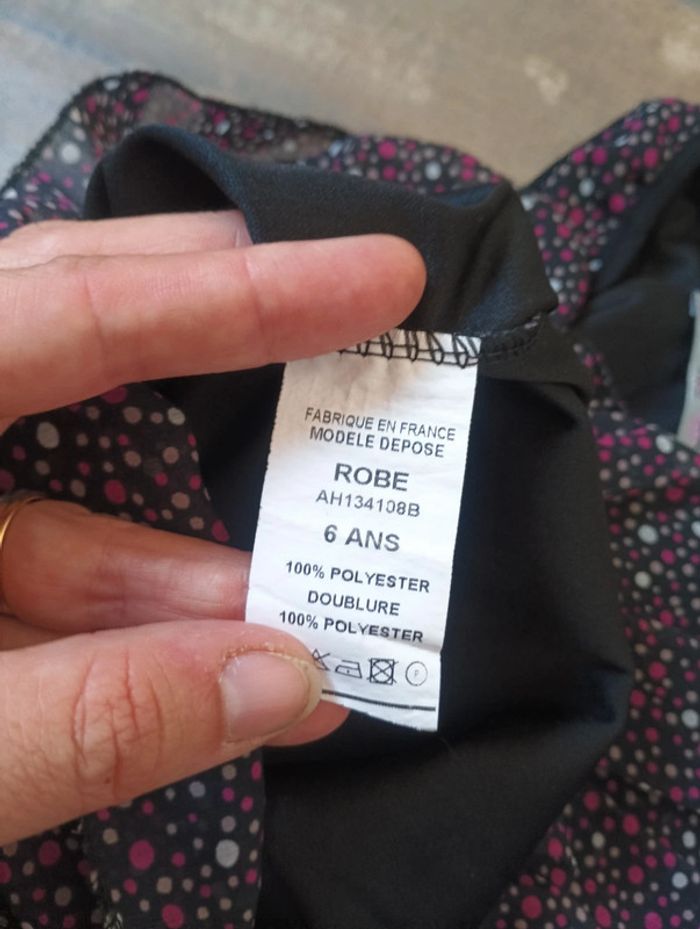 FABRIQUE EN FRANCE
MODELE DEPOSE
ROBE
AH134108B
6 ANS
100% POLYESTER
DOUBLURE
100% POLYESTER
P